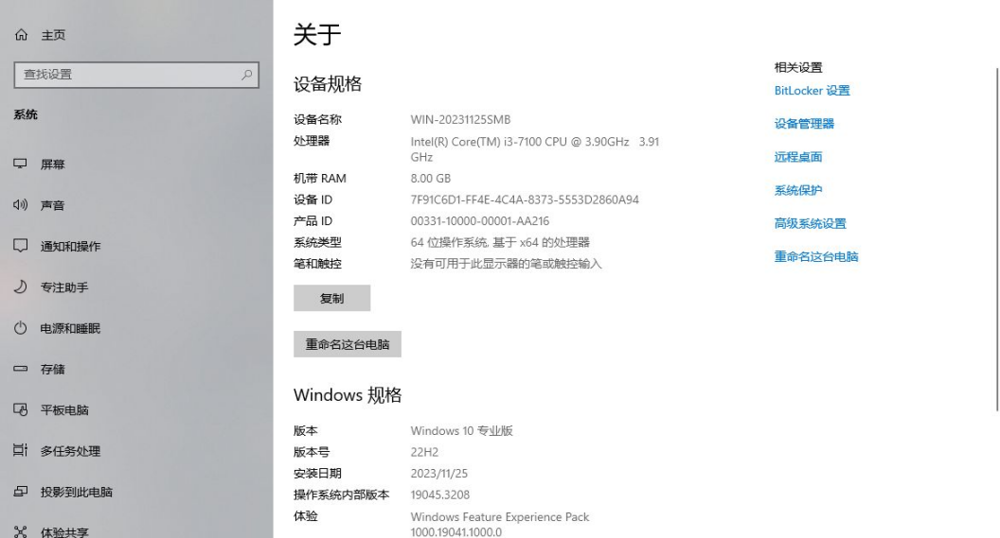 主页
查找设置
系统
屏幕
声音
通知和操作
专注助手
电源和睡眠
存储
平板电脑
多任务处理
投影到此电脑
体验共享
关于
设备规格
设备名称 WIN-20231125SMB
处理器 Intel(R) Core(TM) i3-7100 CPU @ 3.90GHz 3.91
GHz
机带 RAM 8.00 GB
设备 ID 7F91C6D1-FF4E-4C4A-8373-5553D2860A94
产品 ID 00331-10000-00001-AA216
系统类型 64 位操作系统, 基于 x64 的处理器
笔和触控 没有可用于此显示器的笔或触控输入
复制
重命名这台电脑
Windows 规格
版本 Windows 10 专业版
版本号 22H2
安装日期 2023/11/25
操作系统内部版本 19045.3208
体验 Windows Feature Experience Pack
1000.19041.1000.0
相关设置
BitLocker 设置
设备管理器
远程桌面
系统保护
高级系统设置
重命名这台电脑